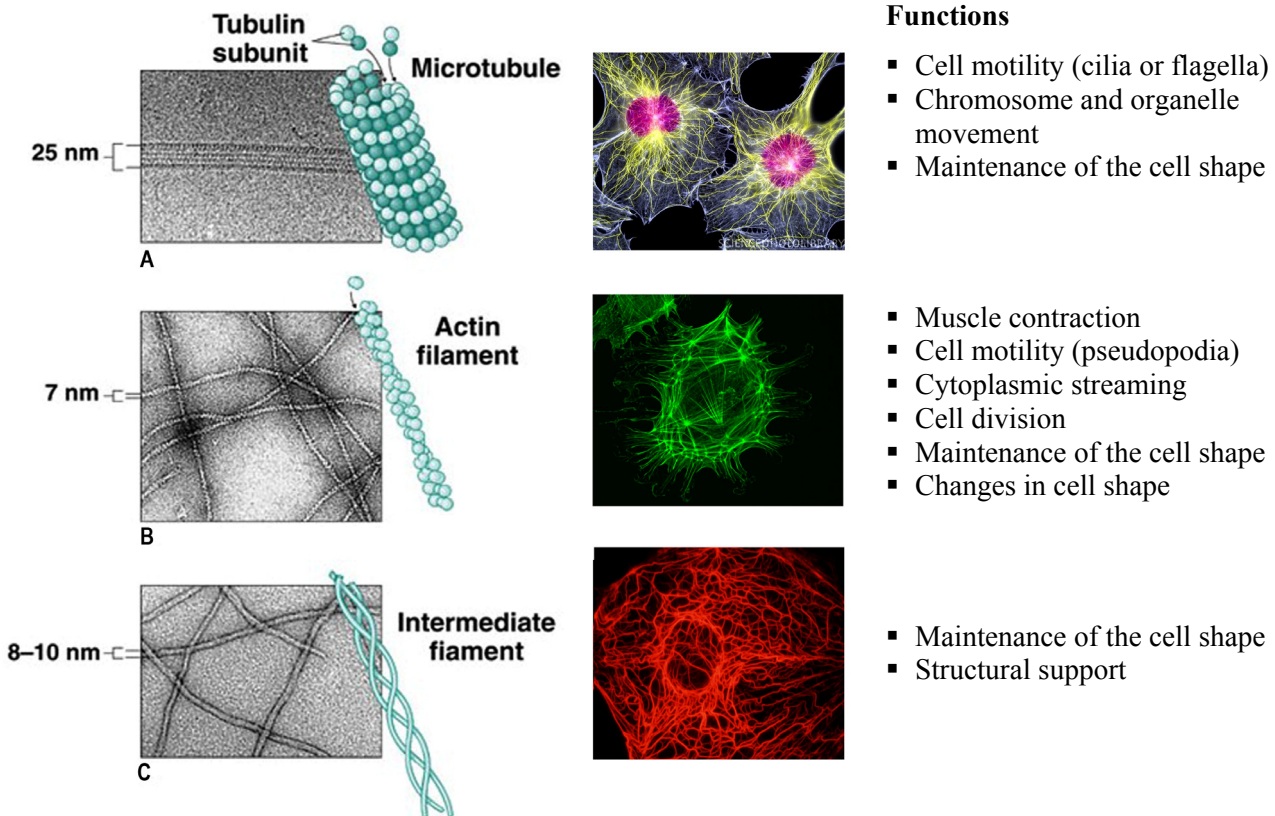 Tubulin
subunit
Microtubule
25 nm
A
SCIENCEPHOTOLIBRARY
Functions
▪ Cell motility (cilia or flagella)
▪ Chromosome and organelle
movement
▪ Maintenance of the cell shape
Actin
filament
7 nm
B
▪ Muscle contraction
▪ Cell motility (pseudopodia)
▪ Cytoplasmic streaming
▪ Cell division
▪ Maintenance of the cell shape
▪ Changes in cell shape
Intermediate
fiament
8–10 nm
C
▪ Maintenance of the cell shape
▪ Structural support